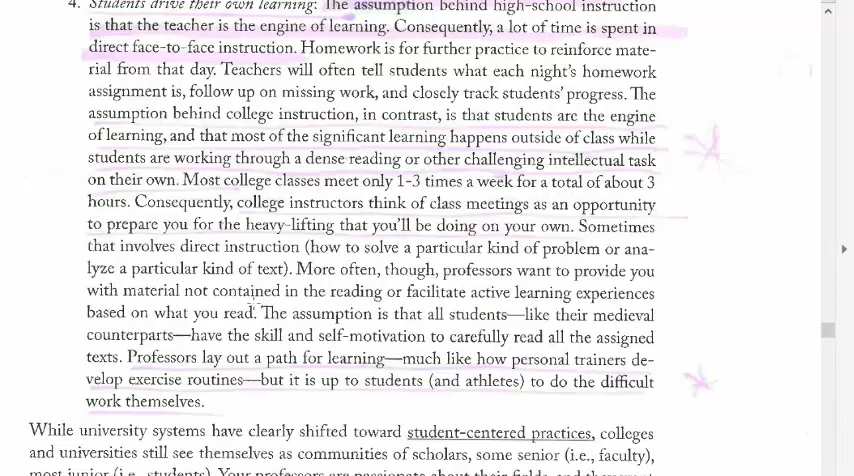 4. Students drive their own learning: The assumption behind high-school instruction
is that the teacher is the engine of learning. Consequently, a lot of time is spent in
direct face-to-face instruction. Homework is for further practice to reinforce mate-
rial from that day. Teachers will often tell students what each night's homework
assignment is, follow up on missing work, and closely track students' progress. The
assumption behind college instruction, in contrast, is that students are the engine
of learning, and that most of the significant learning happens outside of class while
students are working through a dense reading or other challenging intellectual task
on their own. Most college classes meet only 1-3 times a week for a total of about 3
hours. Consequently, college instructors think of class meetings as an opportunity
to prepare you for the heavy-lifting that you'll be doing on your own. Sometimes
that involves direct instruction (how to solve a particular kind of problem or ana-
lyze a particular kind of text). More often, though, professors want to provide you
with material not contained in the reading or facilitate active learning experiences
based on what you read. The assumption is that all students—like their medieval
counterparts—have the skill and self-motivation to carefully read all the assigned
texts. Professors lay out a path for learning—much like how personal trainers de-
velop exercise routines—but it is up to students (and athletes) to do the difficult
work themselves.
While university systems have clearly shifted toward student-centered practices, colleges
and universities still see themselves as communities of scholars, some senior (i.e., faculty),
most junior (i.e. students). Your professors are passionate about their fields, and